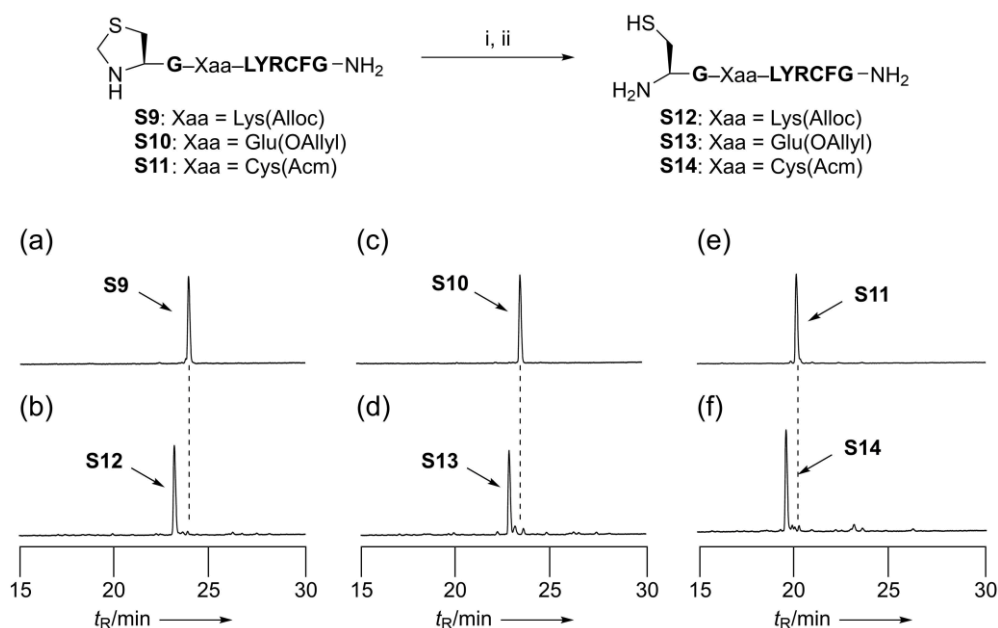 S
N
H
G–Xaa–LYRCFG–NH2
i, ii
HS
H2N
G–Xaa–LYRCFG–NH2
S9: Xaa = Lys(Alloc)
S10: Xaa = Glu(OAllyl)
S11: Xaa = Cys(Acm)
S12: Xaa = Lys(Alloc)
S13: Xaa = Glu(OAllyl)
S14: Xaa = Cys(Acm)
(a)
S9
(c)
S10
(e)
S11
(b)
S12
(d)
S13
(f)
S14
15 20 25 30
15 20 25 30
15 20 25 30
tR/min
tR/min
tR/min